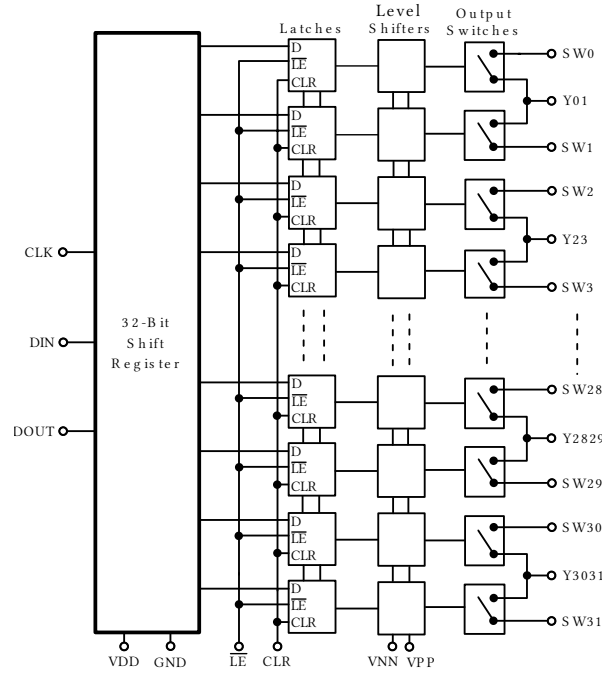 Latches
Level
Shifters
Output
Switches
D
LE
CLR
SW0
Y01
D
LE
CLR
SW1
D
LE
CLR
SW2
Y23
D
LE
CLR
SW3
CLK
DIN
DOUT
32-Bit
Shift
Register
D
LE
CLR
SW28
Y2829
D
LE
CLR
SW29
D
LE
CLR
SW30
Y3031
D
LE
CLR
SW31
VDD
GND
LE
CLR
VNN
VPP